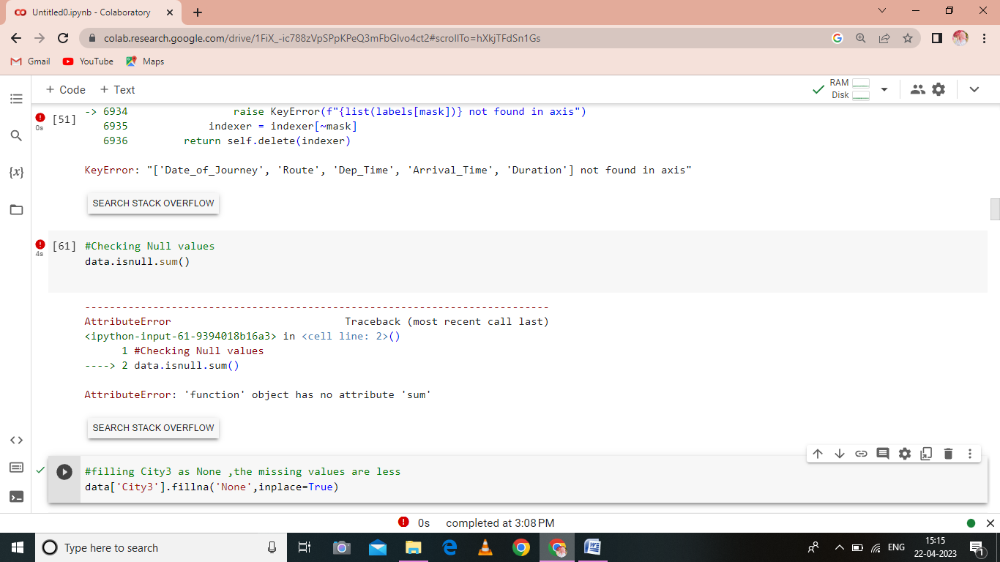 Untitled0.ipynb - Colaboratory
colab.research.google.com/drive/1FiX_-ic788zVpSPpKPeQ3mFbGlvo4ct2#scrollTo=hXkjTFdSn1Gs
Gmail YouTube Maps
+ Code + Text RAM
Disk
[51] -> 6934 raise KeyError(f"{list(labels[mask])} not found in axis")
0s 6935 indexer = indexer[~mask]
6936 return self.delete(indexer)
KeyError: "['Date_of_Journey', 'Route', 'Dep_Time', 'Arrival_Time', 'Duration'] not found in axis"
SEARCH STACK OVERFLOW
[61] #Checking Null values
4s data.isnull.sum()
---------------------------------------------------------------------------
AttributeError Traceback (most recent call last)
<ipython-input-61-9394018b16a3> in <cell line: 2>()
1 #Checking Null values
----> 2 data.isnull.sum()
AttributeError: 'function' object has no attribute 'sum'
SEARCH STACK OVERFLOW
#filling City3 as None ,the missing values are less
data['City3'].fillna('None',inplace=True)
0s completed at 3:08 PM
Type here to search ENG 15:15
22-04-2023 1